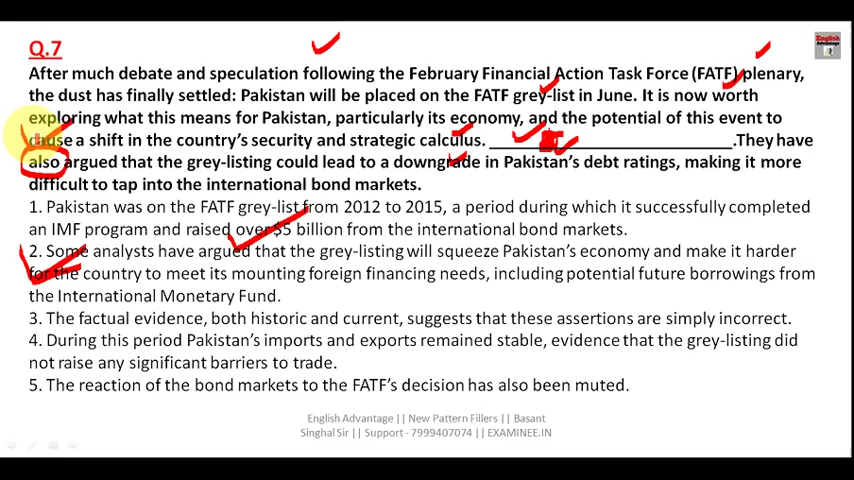 Q.7
English
Advantage
After much debate and speculation following the February Financial Action Task Force (FATF) plenary,
the dust has finally settled: Pakistan will be placed on the FATF grey-list in June. It is now worth
exploring what this means for Pakistan, particularly its economy, and the potential of this event to
cause a shift in the country's security and strategic calculus. ____________________________.They have
also argued that the grey-listing could lead to a downgrade in Pakistan's debt ratings, making it more
difficult to tap into the international bond markets.
1. Pakistan was on the FATF grey-list from 2012 to 2015, a period during which it successfully completed
an IMF program and raised over $5 billion from the international bond markets.
2. Some analysts have argued that the grey-listing will squeeze Pakistan's economy and make it harder
for the country to meet its mounting foreign financing needs, including potential future borrowings from
the International Monetary Fund.
3. The factual evidence, both historic and current, suggests that these assertions are simply incorrect.
4. During this period Pakistan's imports and exports remained stable, evidence that the grey-listing did
not raise any significant barriers to trade.
5. The reaction of the bond markets to the FATF's decision has also been muted.
English Advantage || New Pattern Fillers || Basant
Singhal Sir || Support - 7999407074 || EXAMINEE.IN